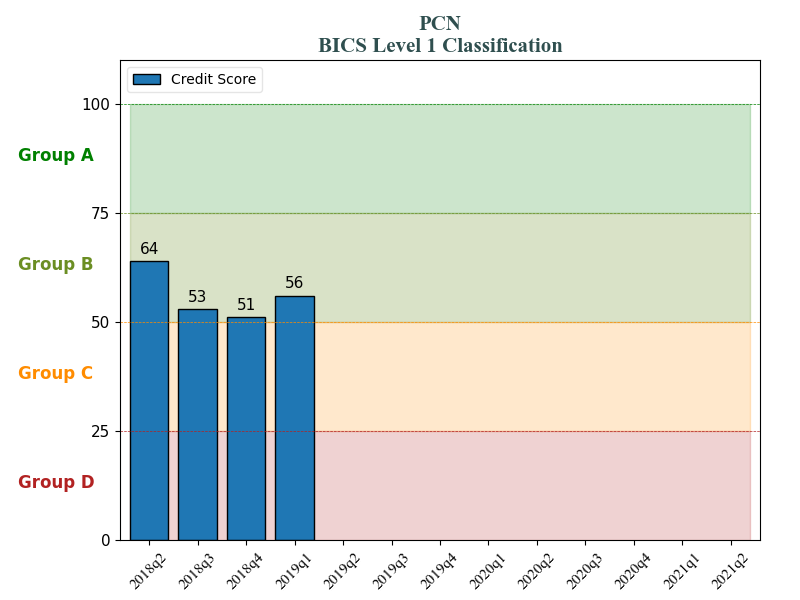 PCN
BICS Level 1 Classification
Credit Score
100
Group A
75
64
Group B
53
51
56
50
Group C
25
Group D
0
2018q2
2018q3
2018q4
2019q1
2019q2
2019q3
2019q4
2020q1
2020q2
2020q3
2020q4
2021q1
2021q2